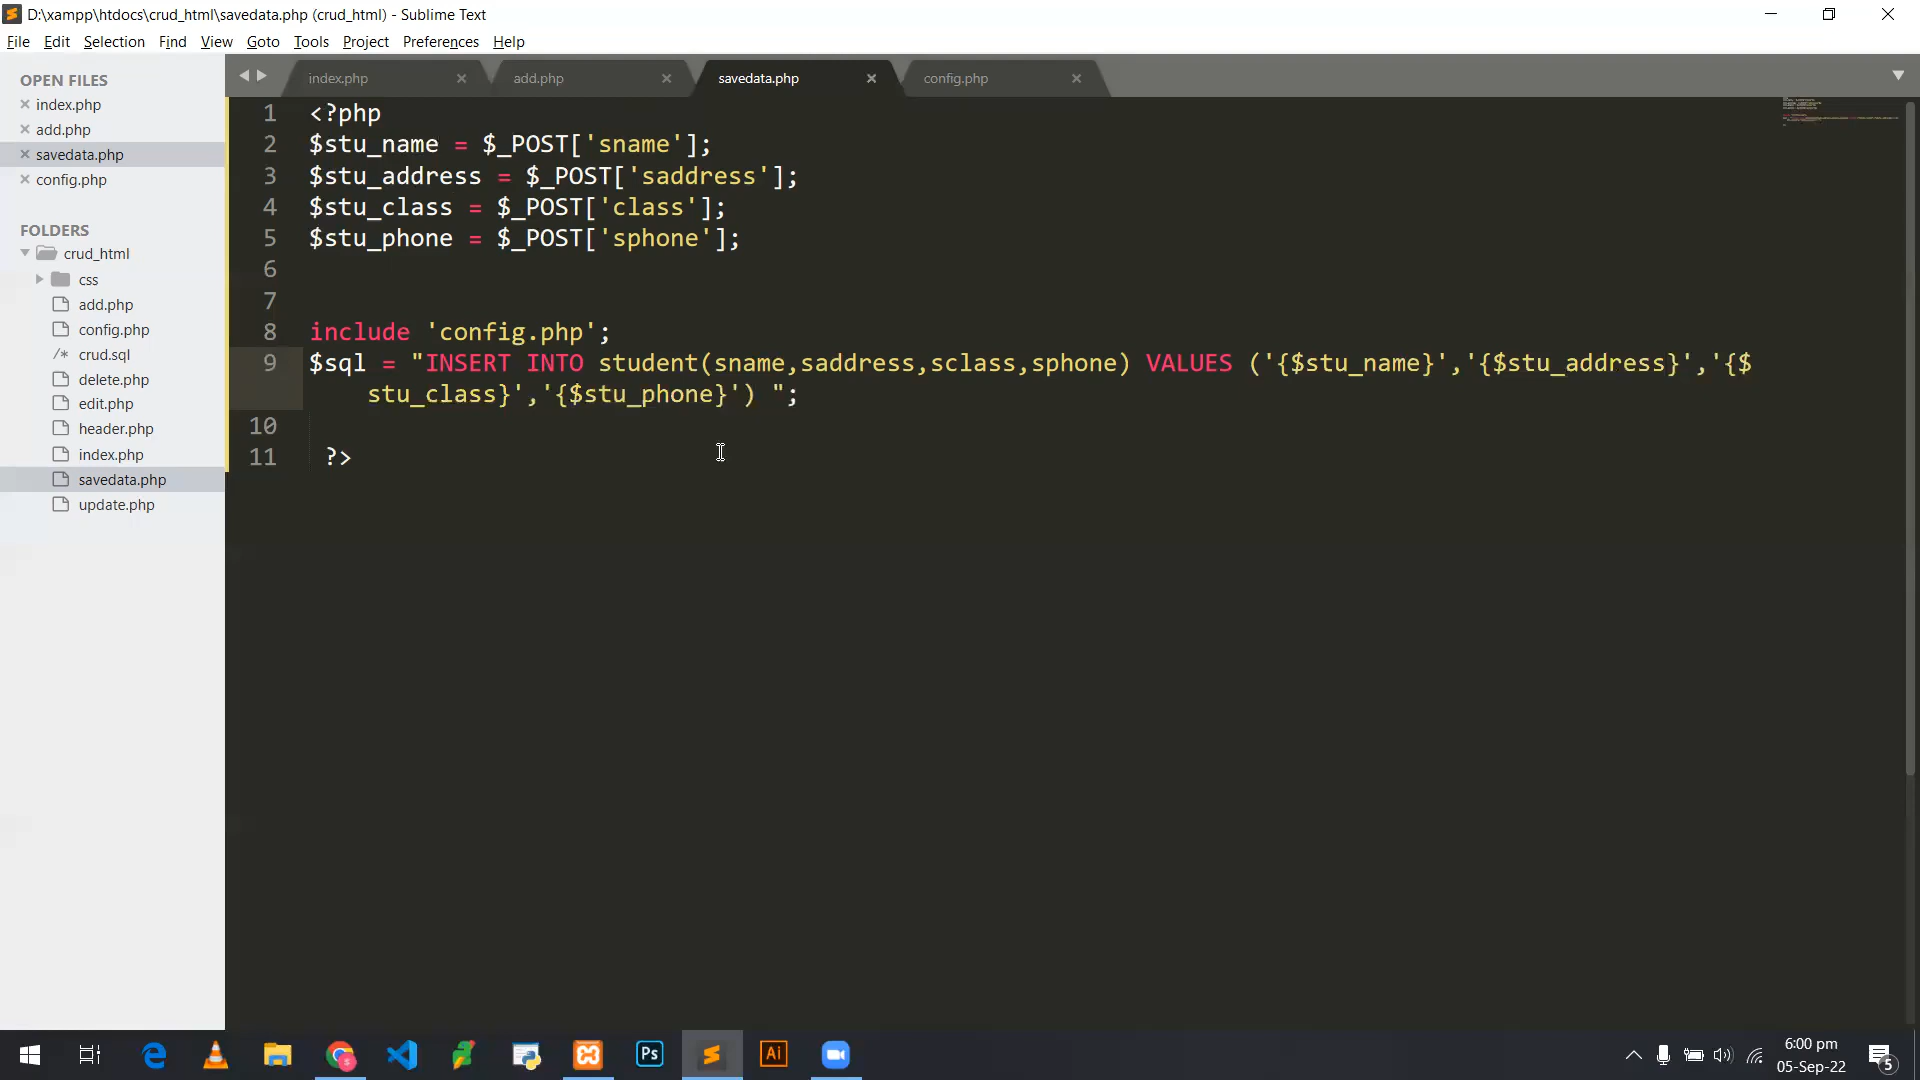 D:\xampp\htdocs\crud_html\savedata.php (crud_html) - Sublime Text
File Edit Selection Find View Goto Tools Project Preferences Help
OPEN FILES
index.php
add.php
savedata.php
config.php
FOLDERS
crud_html
css
add.php
config.php
/* crud.sql
delete.php
edit.php
header.php
index.php
savedata.php
update.php
index.php add.php savedata.php config.php
1 <?php
2 $stu_name = $_POST['sname'];
3 $stu_address = $_POST['saddress'];
4 $stu_class = $_POST['class'];
5 $stu_phone = $_POST['sphone'];
6
7
8 include 'config.php';
9 $sql = "INSERT INTO student(sname,saddress,sclass,sphone) VALUES ('{$stu_name}','{$stu_address}','{$
stu_class}','{$stu_phone}') ";
10
11 ?>
Ps
Ai
6:00 pm
05-Sep-22
5